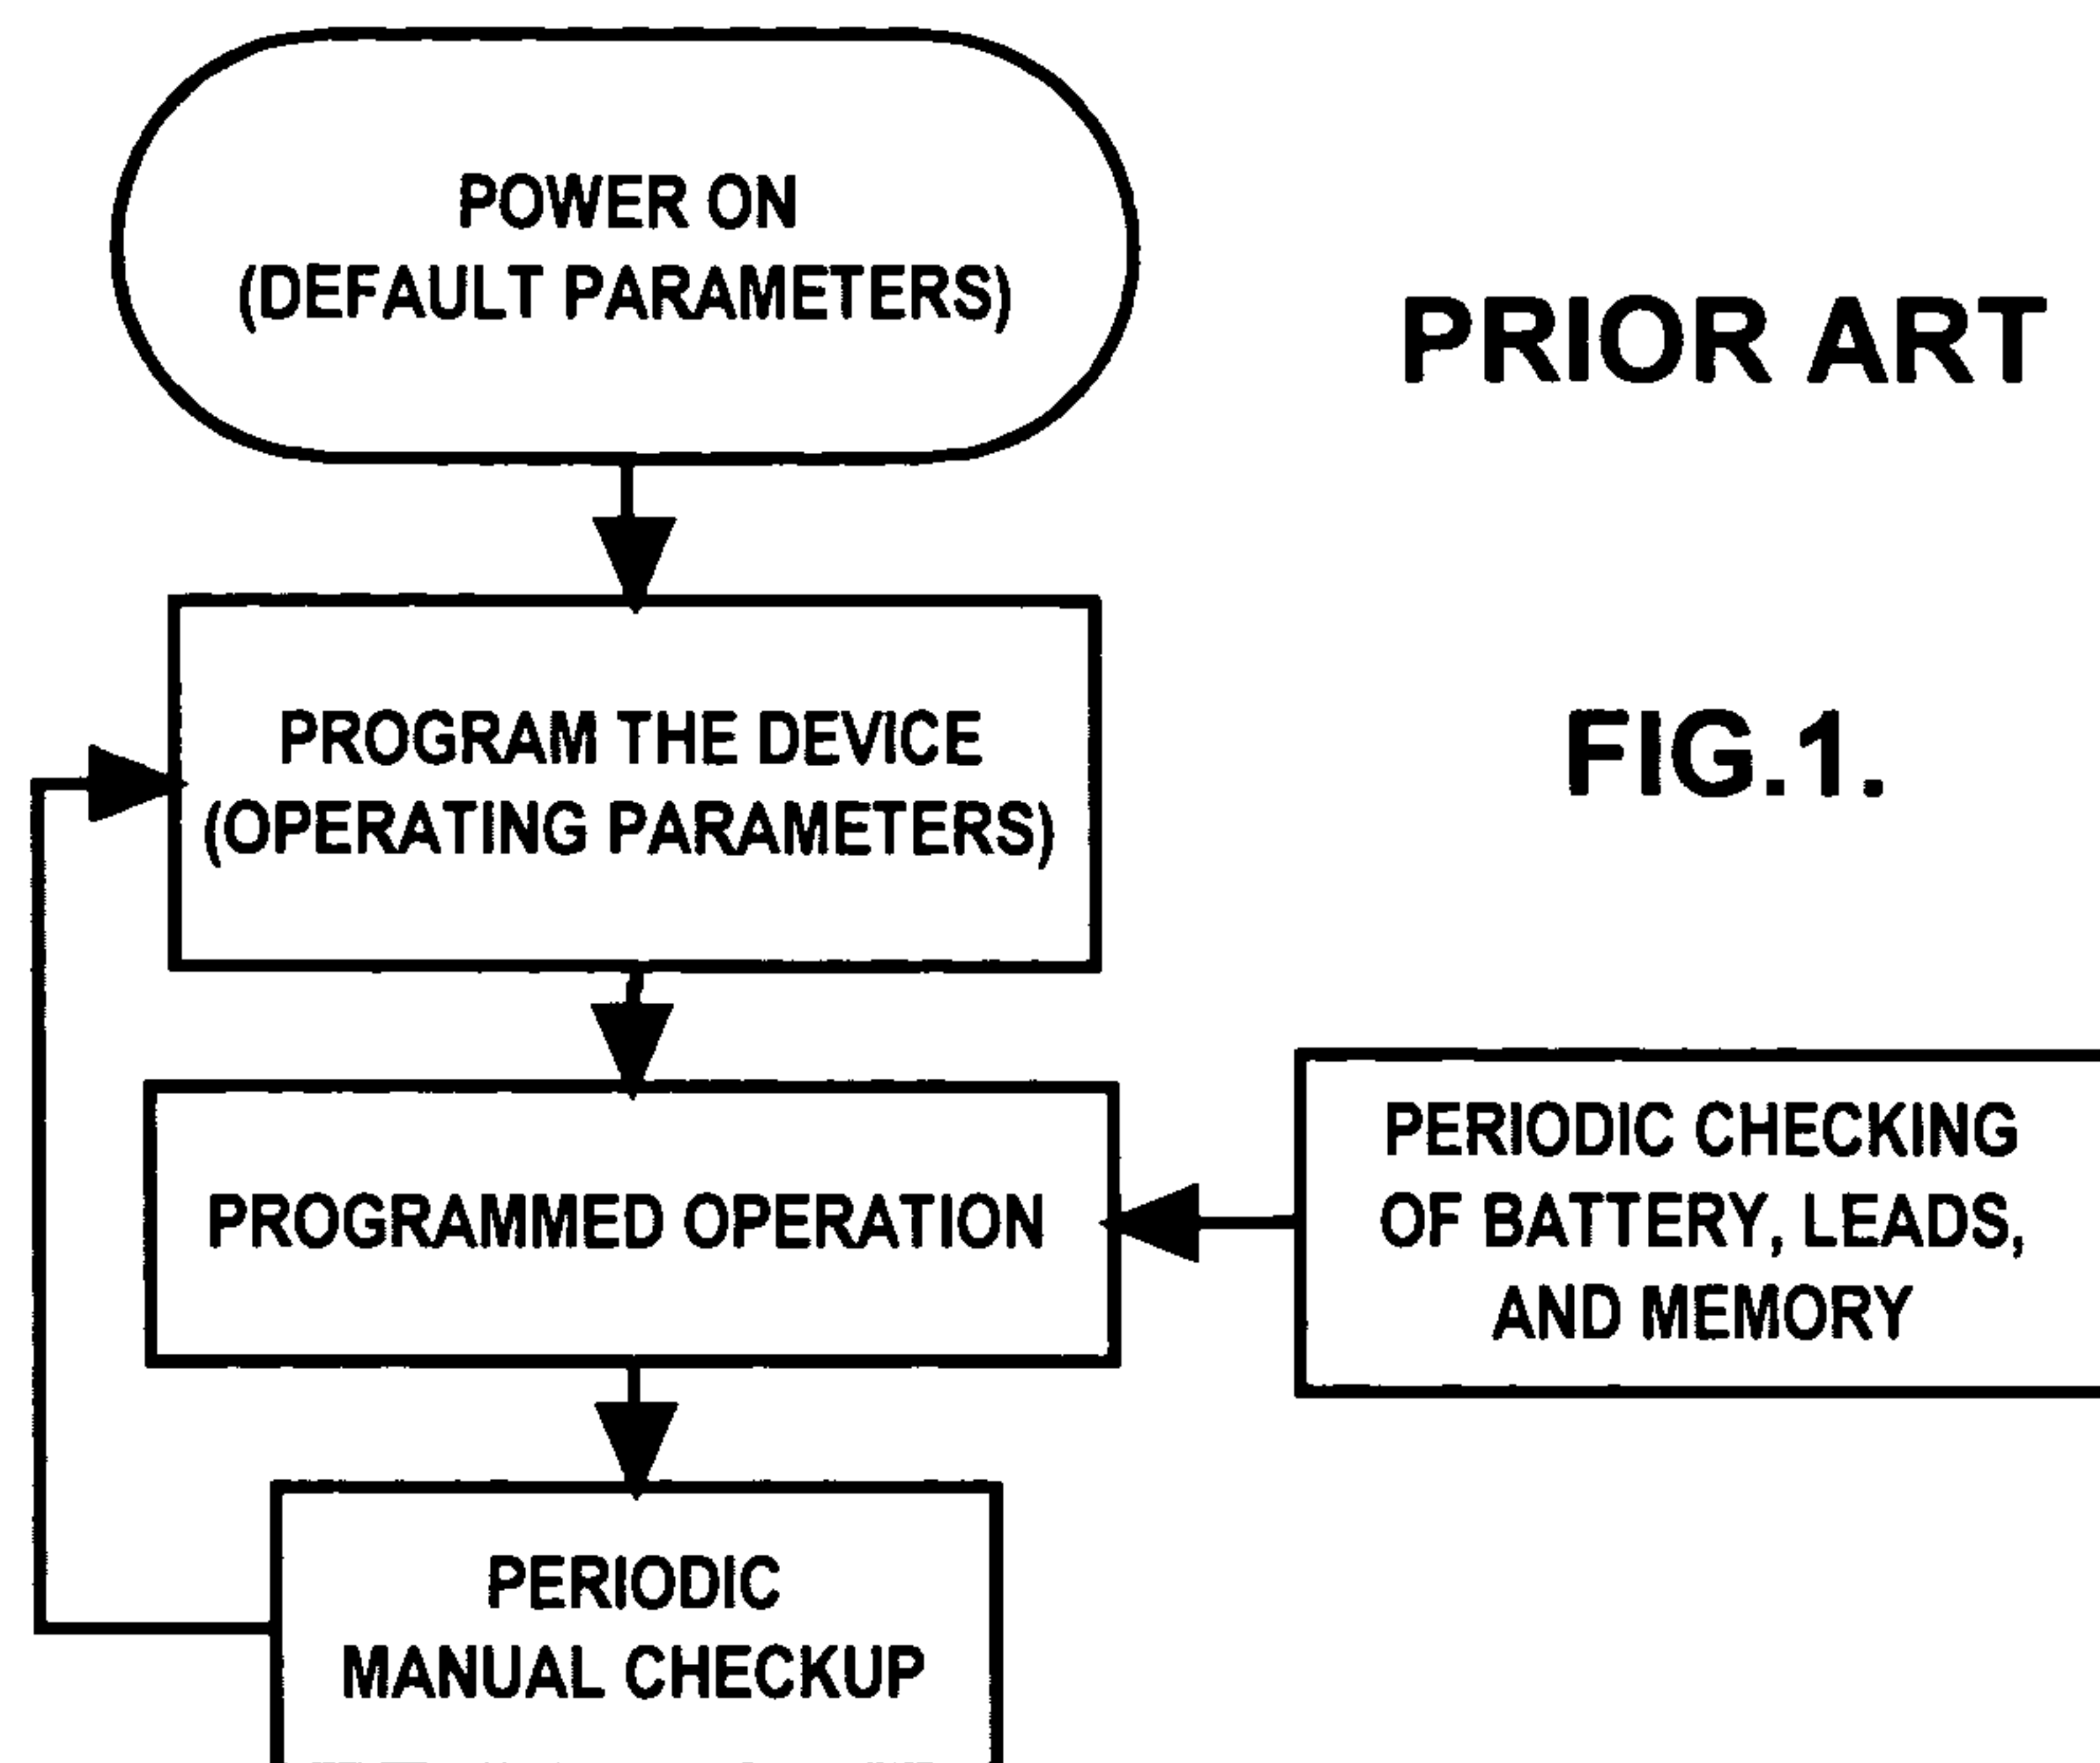 POWER ON
(DEFAULT PARAMETERS)
PRIOR ART
PROGRAM THE DEVICE
(OPERATING PARAMETERS)
FIG.1.
PROGRAMMED OPERATION
PERIODIC CHECKING
OF BATTERY, LEADS,
AND MEMORY
PERIODIC
MANUAL CHECKUP